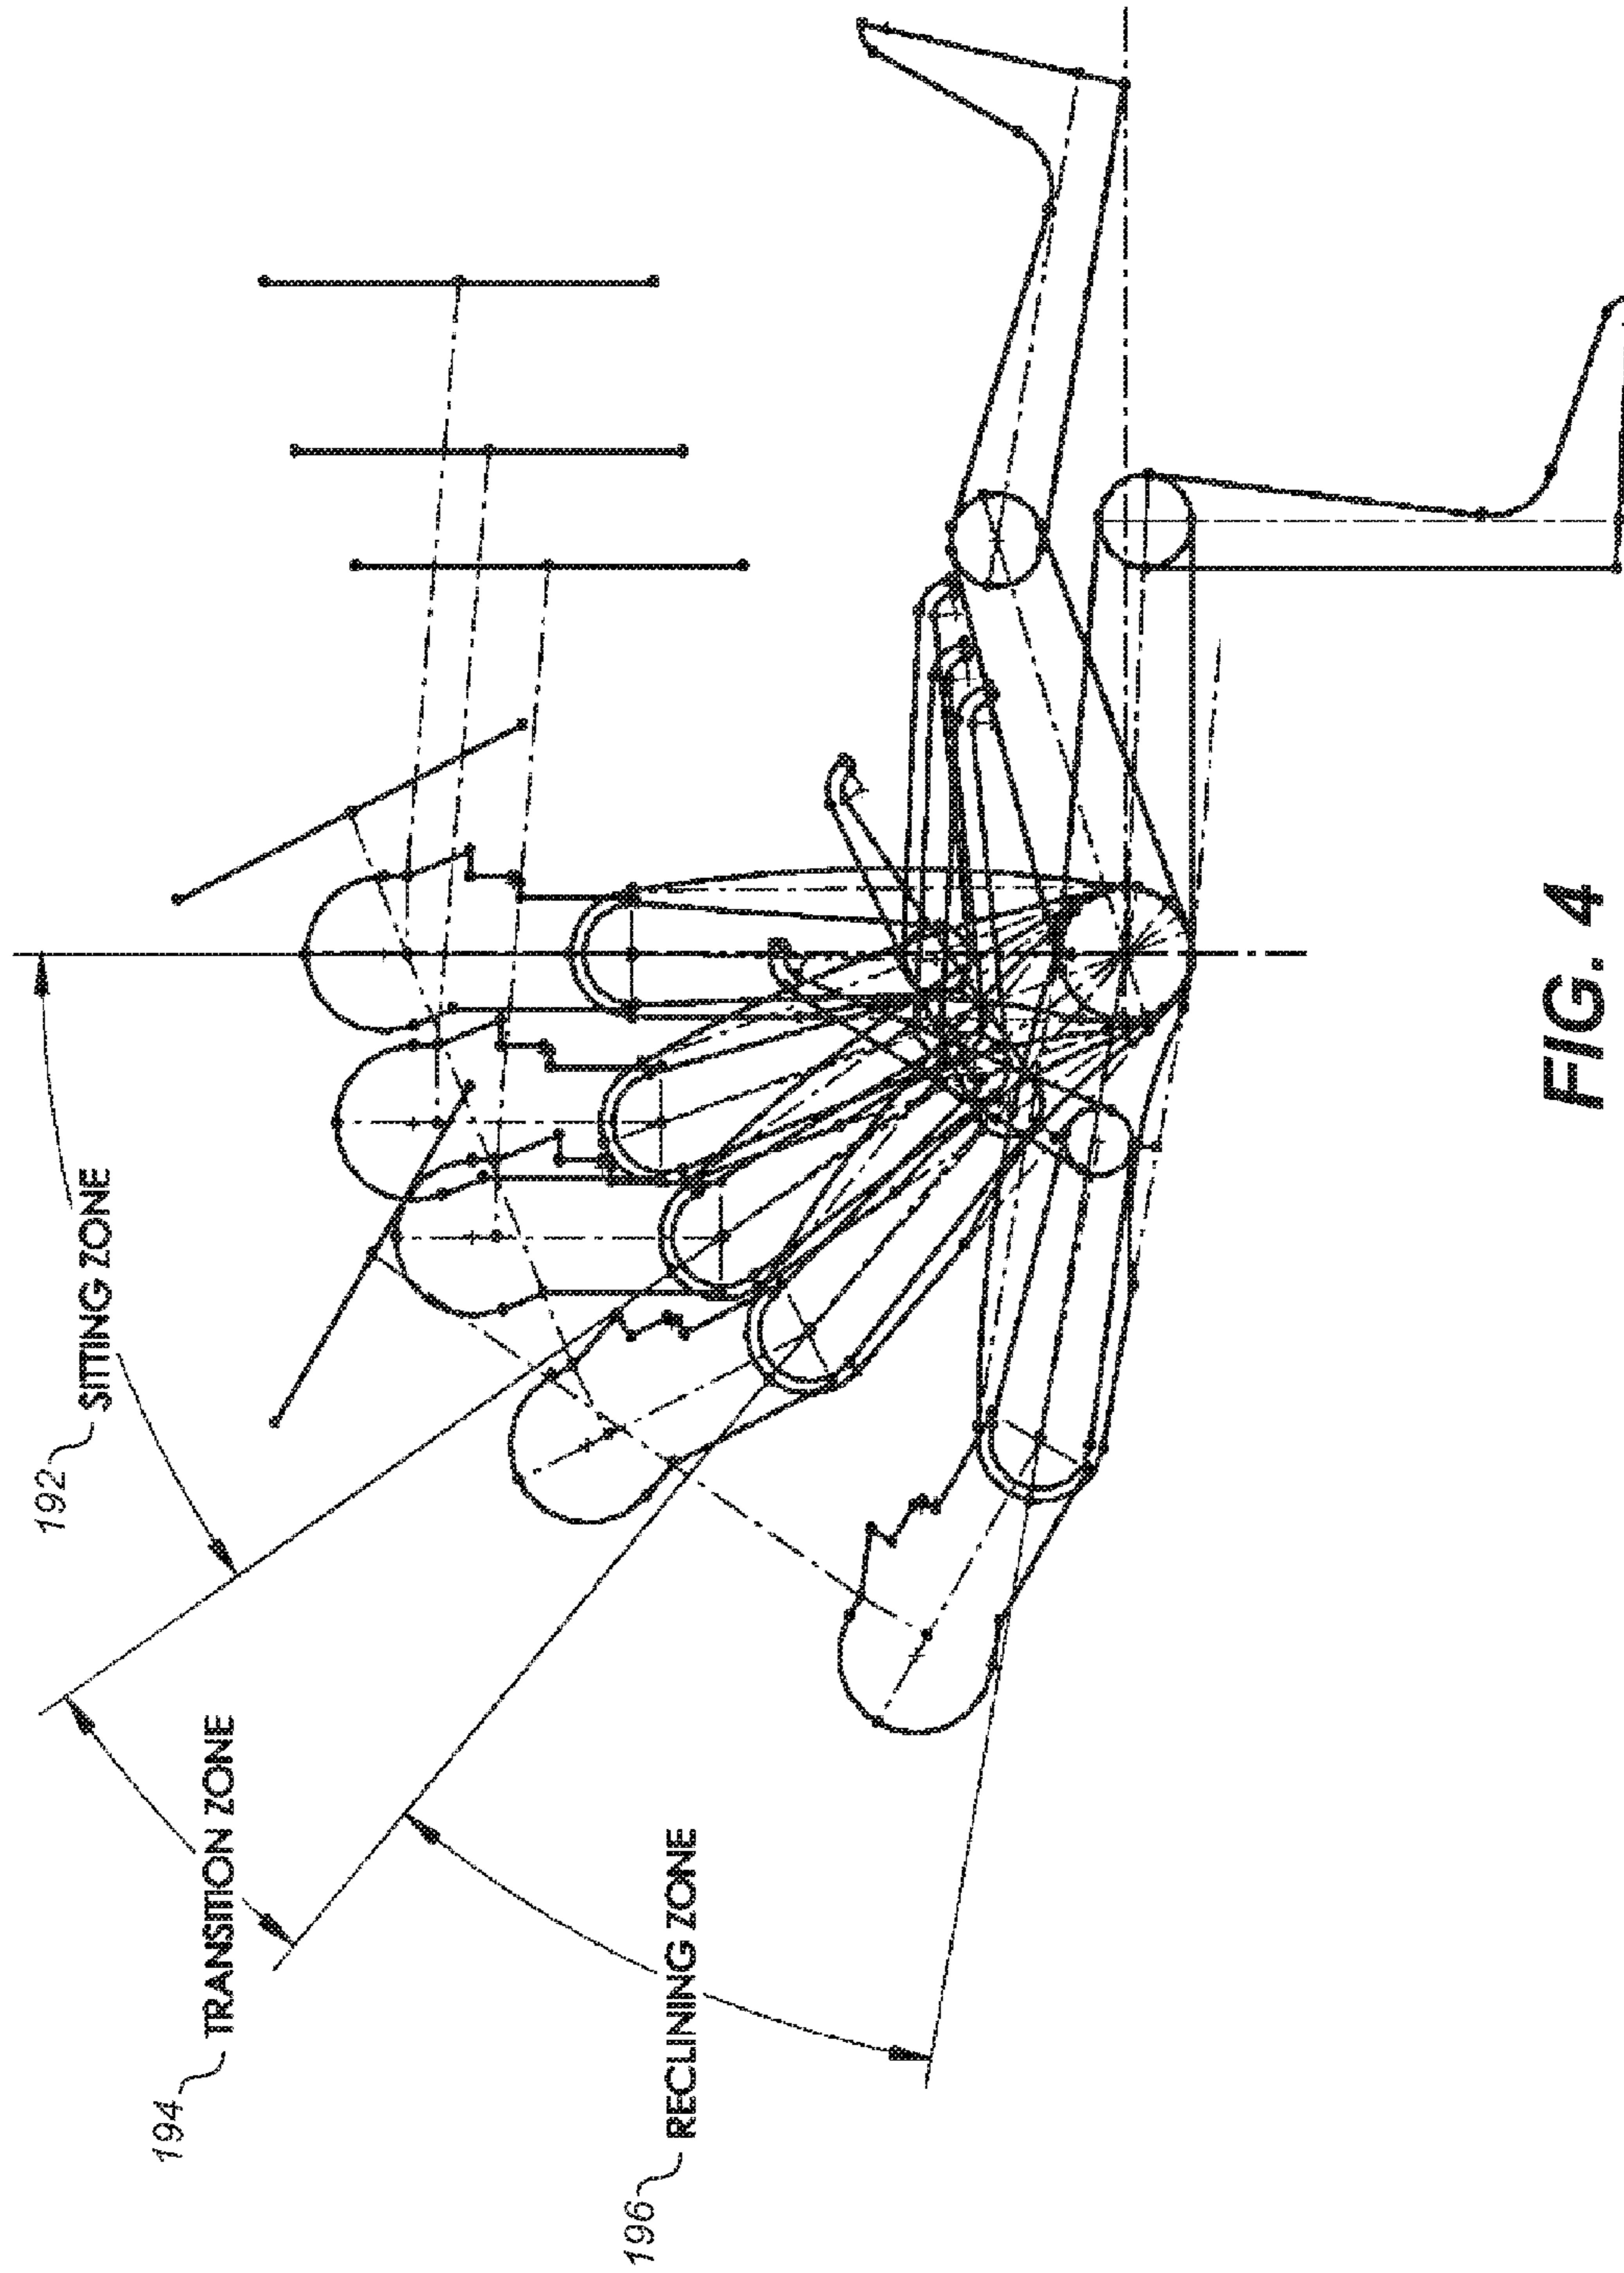 192 SITTING ZONE
194 TRANSITION ZONE
196 RECLINING ZONE
FIG. 4